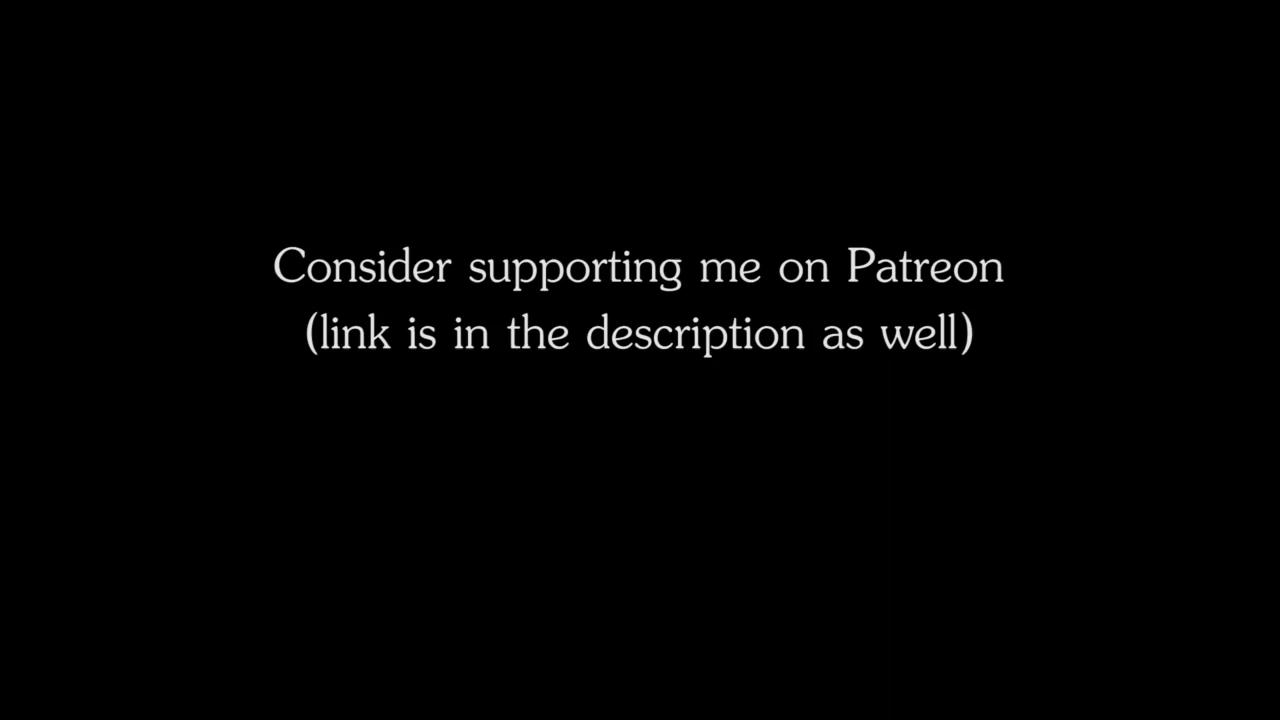 Consider supporting me on Patreon
(link is in the description as well)